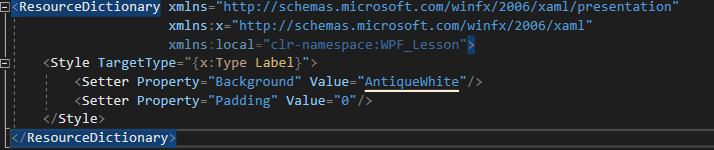 <ResourceDictionary xmlns="http://schemas.microsoft.com/winfx/2006/xaml/presentation"
xmlns:x="http://schemas.microsoft.com/winfx/2006/xaml"
xmlns:local="clr-namespace:WPF_Lesson">
<Style TargetType="{x:Type Label}">
<Setter Property="Background" Value="AntiqueWhite"/>
<Setter Property="Padding" Value="0"/>
</Style>
</ResourceDictionary>